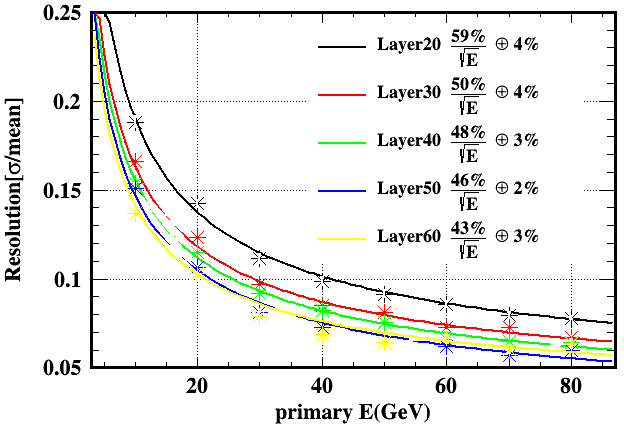 0.25
0.2
0.15
0.1
0.05
Resolution[σ/mean]
20
40
60
80
primary E(GeV)
Layer20 59%/√E ⊕ 4%
Layer30 50%/√E ⊕ 4%
Layer40 48%/√E ⊕ 3%
Layer50 46%/√E ⊕ 2%
Layer60 43%/√E ⊕ 3%